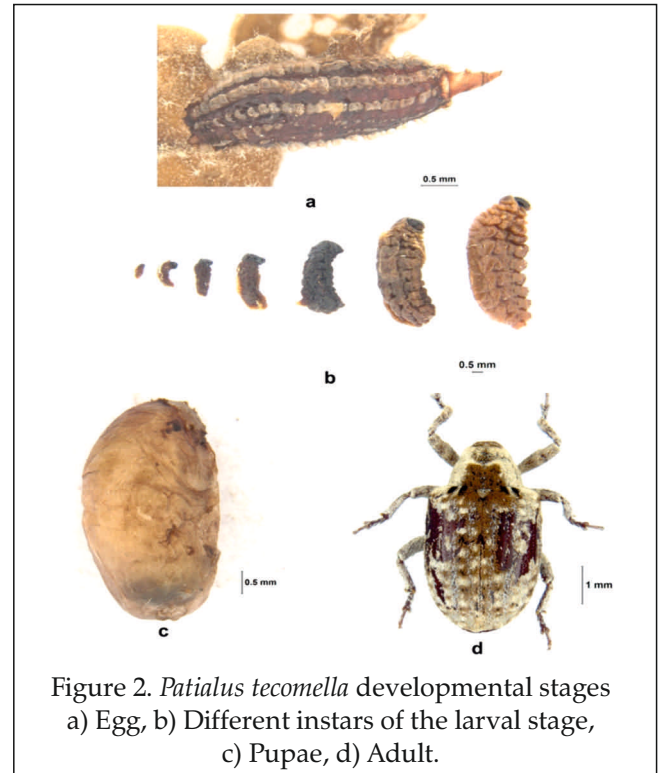 0.5 mm
a
0.5 mm
b
0.5 mm
c
1 mm
d
Figure 2. Patialus tecomella developmental stages
a) Egg, b) Different instars of the larval stage,
c) Pupae, d) Adult.